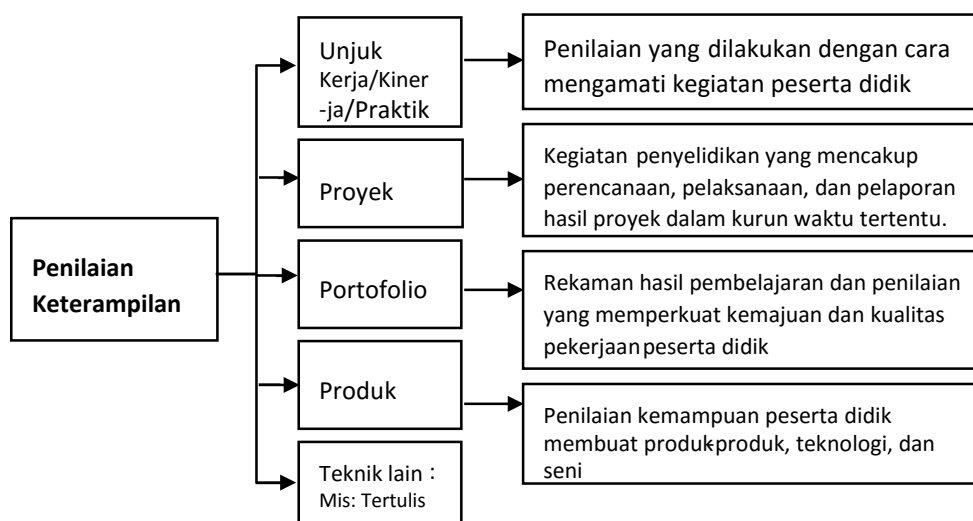 Penilaian
Keterampilan
Unjuk
Kerja/Kiner
-ja/Praktik
Penilaian yang dilakukan dengan cara
mengamati kegiatan peserta didik
Proyek
Kegiatan penyelidikan yang mencakup
perencanaan, pelaksanaan, dan pelaporan
hasil proyek dalam kurun waktu tertentu.
Portofolio
Rekaman hasil pembelajaran dan penilaian
yang memperkuat kemajuan dan kualitas
pekerjaan peserta didik
Produk
Penilaian kemampuan peserta didik
membuat produk-produk, teknologi, dan
seni
Teknik lain :
Mis: Tertulis